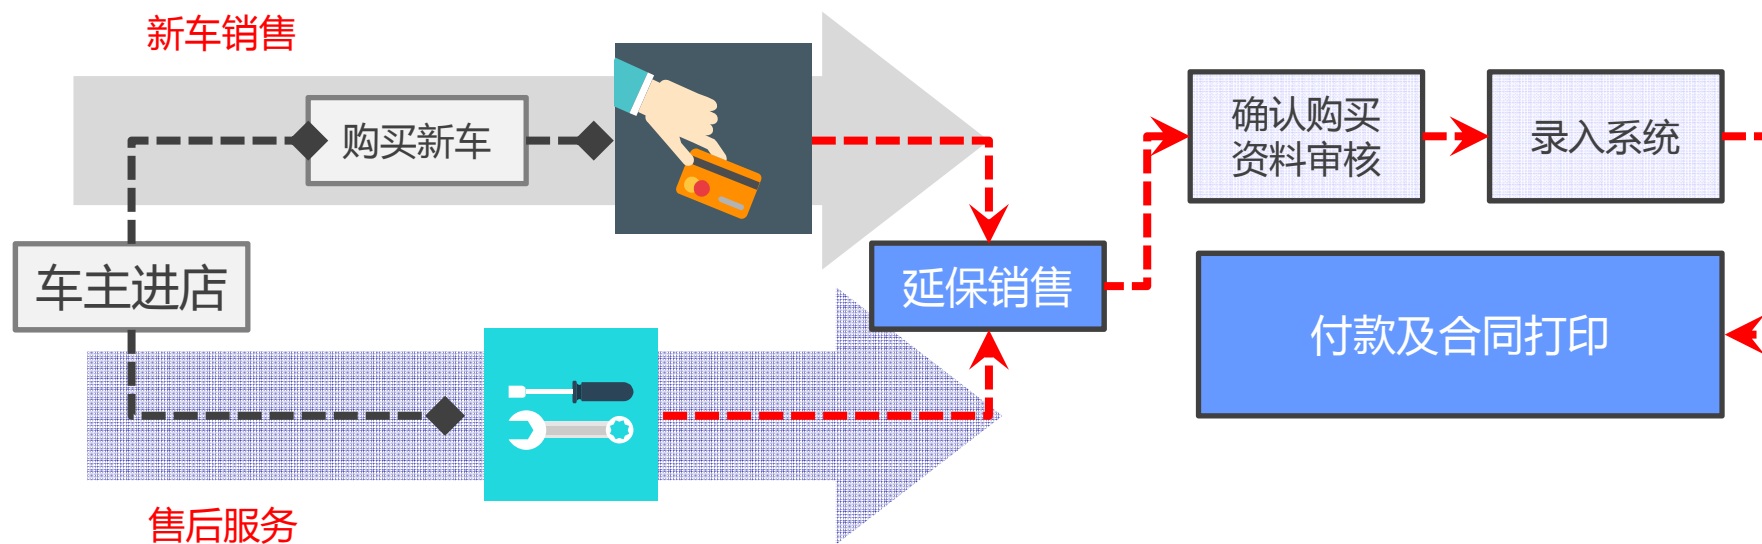 新车销售
购买新车
车主进店
售后服务
延保销售
确认购买
资料审核
录入系统
付款及合同打印